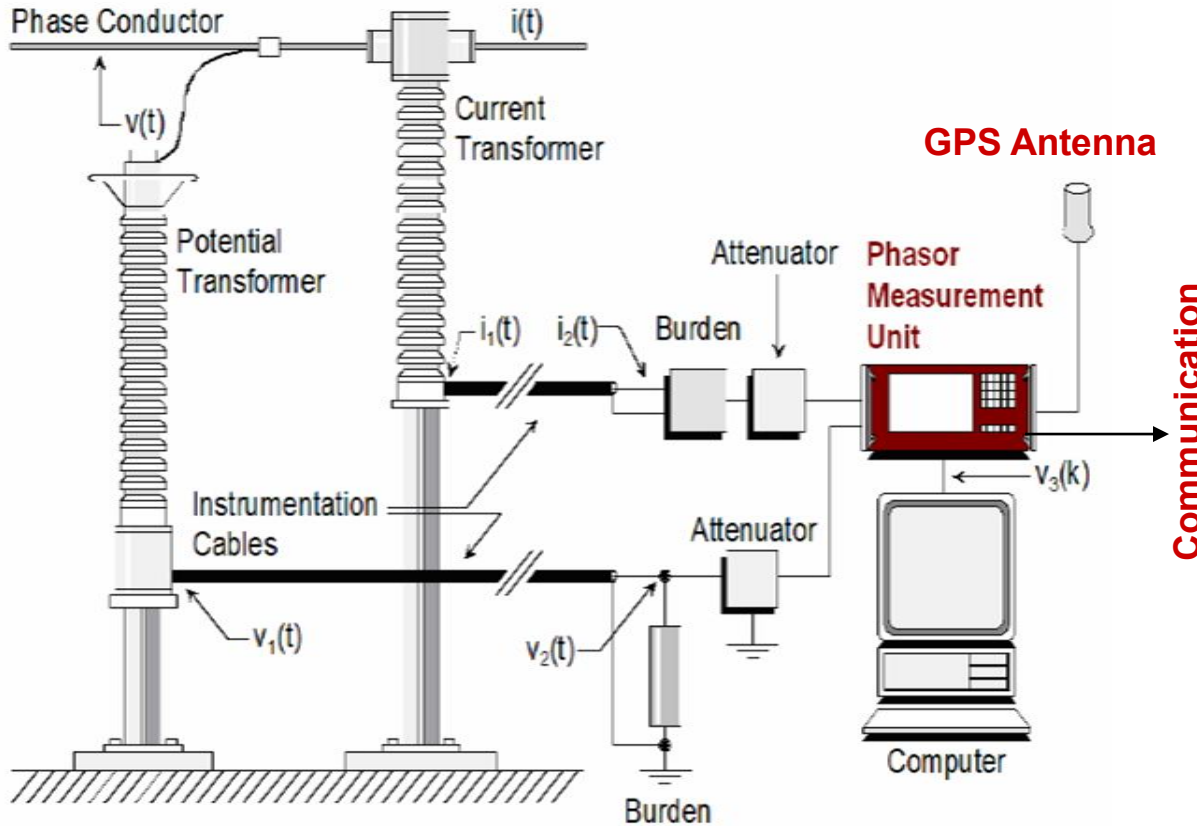 Phase Conductor
i(t)
v(t)
Current
Transformer
GPS Antenna
Potential
Transformer
Attenuator
Phasor
Measurement
Unit
i₁(t)
i₂(t)
Burden
Communication
v₃(k)
Instrumentation
Cables
Attenuator
v₁(t)
v₂(t)
Computer
Burden